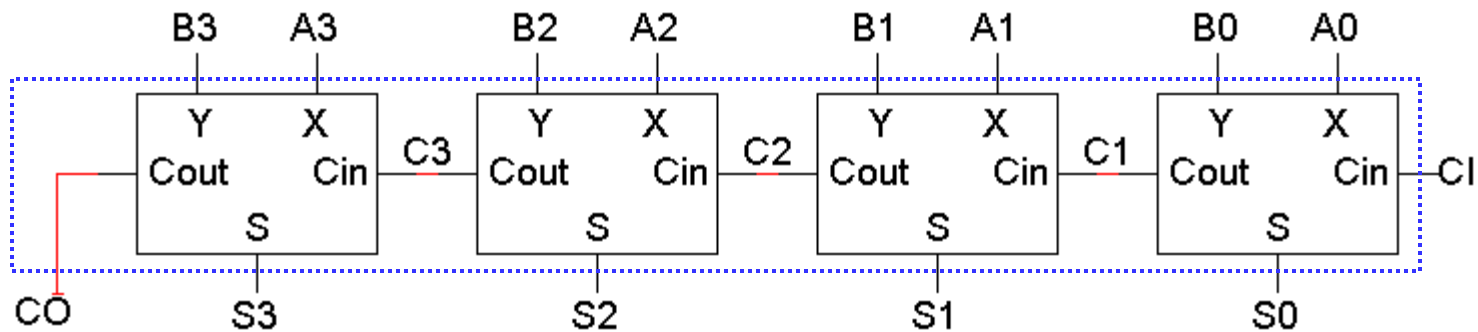 B3 A3 B2 A2 B1 A1 B0 A0
Y X Y X Y X Y X
Cout Cin C3 Cout Cin C2 Cout Cin C1 Cout Cin CI
S S S S
CO S3 S2 S1 S0